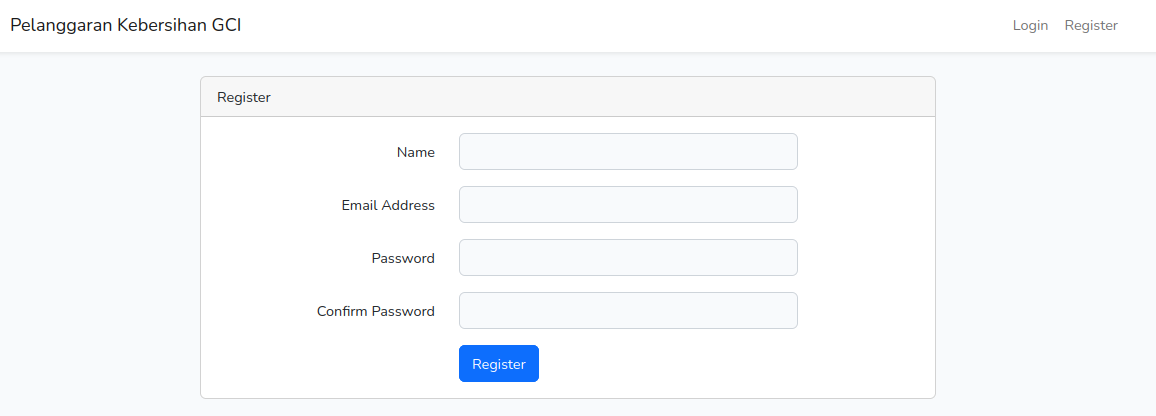 Pelanggaran Kebersihan GCI
Login Register
Register
Name
Email Address
Password
Confirm Password
Register